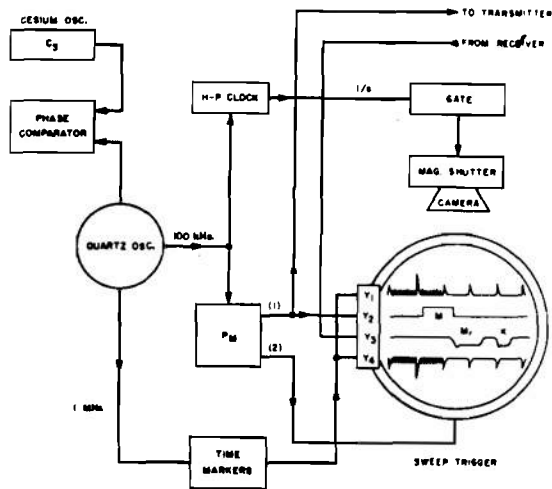 CESIUM OSC.
Cs
PHASE
COMPARATOR
QUARTZ OSC.
100 kHz.
1 MHz
H-P CLOCK
1/s
GATE
MAG. SHUTTER
CAMERA
TO TRANSMITTER
FROM RECEIVER
PM
(1)
(2)
Y1
Y2
Y3
Y4
M
Mr
K
TIME
MARKERS
SWEEP TRIGGER